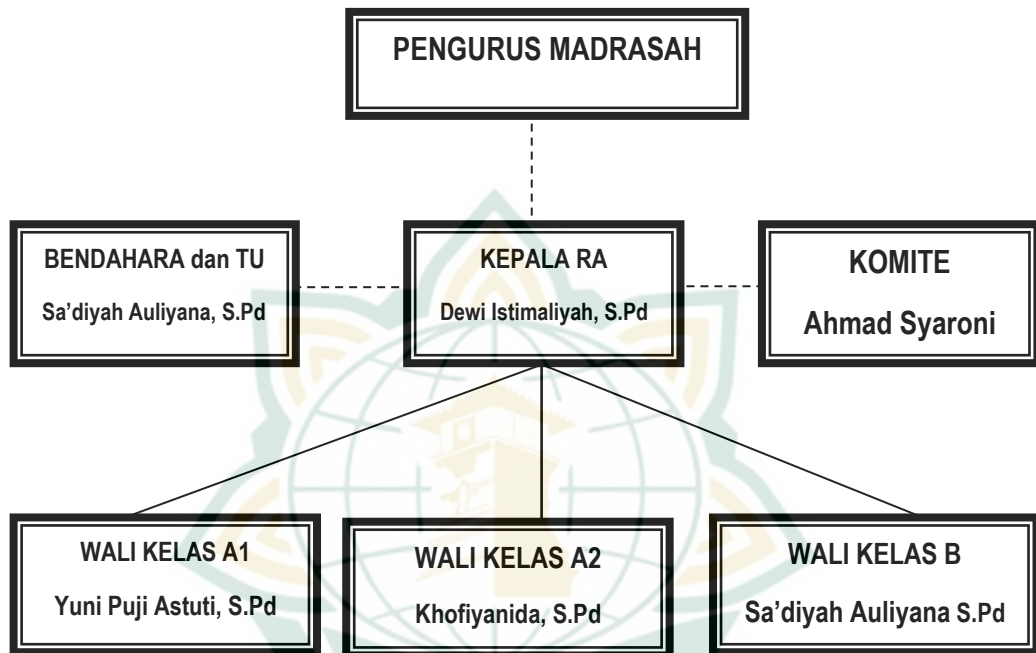 PENGURUS MADRASAH
BENDAHARA dan TU
Sa’diyah Auliyana, S.Pd
KEPALA RA
Dewi Istimaliyah, S.Pd
KOMITE
Ahmad Syaroni
WALI KELAS A1
Yuni Puji Astuti, S.Pd
WALI KELAS A2
Khofiyanida, S.Pd
WALI KELAS B
Sa’diyah Auliyana S.Pd